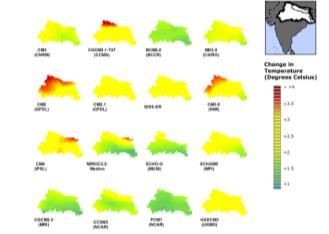 CM3
(CNRM)
CGCM3.1-T47
(CCMA)
BCM2.0
(BCCR)
MK3.0
(CSIRO)
CM2
(GFDL)
CM2.1
(GFDL)
GISS-ER
CM3.0
(INM)
CM4
(IPSL)
MIROC3.2-
Medres
ECHO-G
(MIUB)
ECHAM5
(MPI)
CGCM2.3
(MRI)
CCSM3
(NCAR)
PCM1
(NCAR)
HADCM3
(UKMO)
Change in
Temperature
(Degrees Celsius)
+3.5
+3
+2.5
+2
+1.5
+1